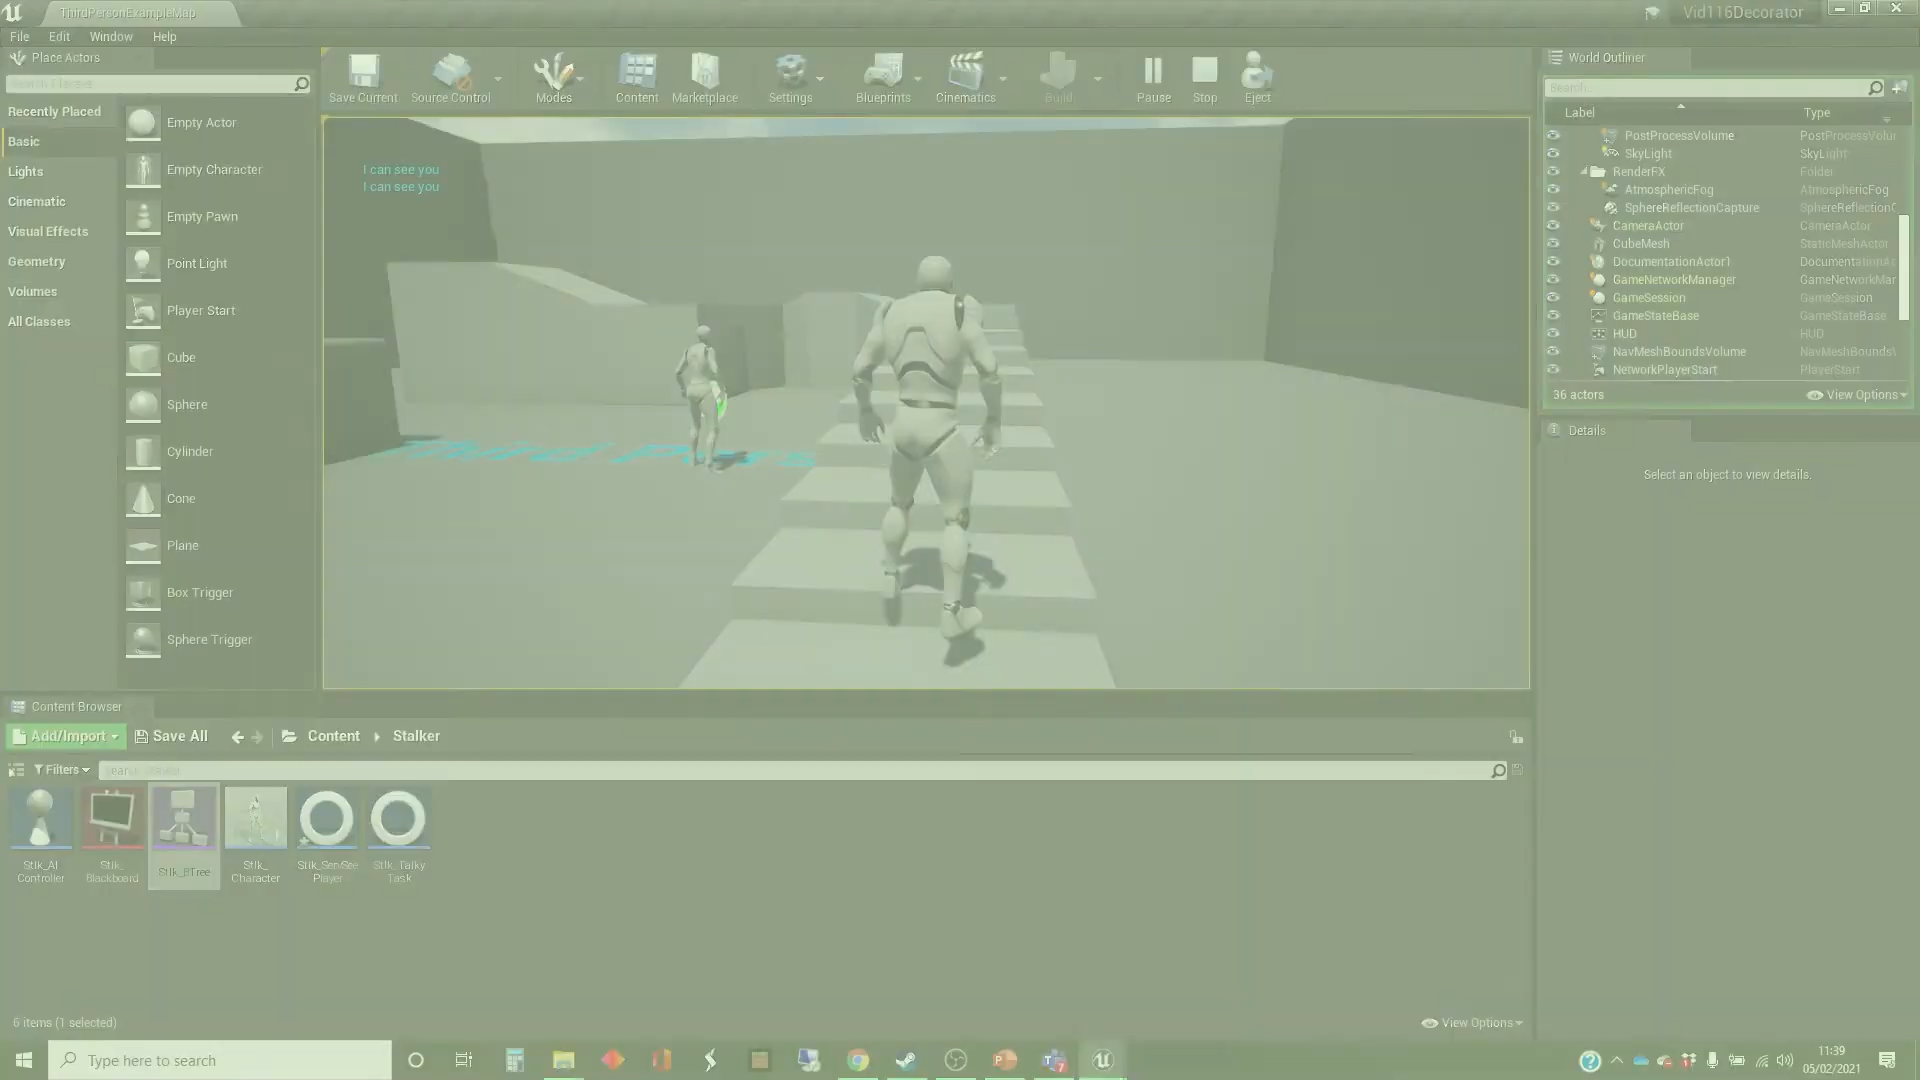 ThirdPersonExampleMap
Vid116Decorator
File Edit Window Help
Place Actors
Recently Placed
Basic
Lights
Cinematic
Visual Effects
Geometry
Volumes
All Classes
Empty Actor
Empty Character
Empty Pawn
Point Light
Player Start
Cube
Sphere
Cylinder
Cone
Plane
Box Trigger
Sphere Trigger
Save Current Source Control Modes Content Marketplace Settings Blueprints Cinematics Build Pause Stop Eject
I can see you
I can see you
World Outliner
Search...
Label Type
PostProcessVolume PostProcessVolur
SkyLight SkyLight
RenderFX Folder
AtmosphericFog AtmosphericFog
SphereReflectionCapture SphereReflectionC
CameraActor CameraActor
CubeMesh StaticMeshActor
DocumentationActor1 DocumentationAc
GameNetworkManager GameNetworkMar
GameSession GameSession
GameStateBase GameStateBase
HUD HUD
NavMeshBoundsVolume NavMeshBoundsV
NetworkPlayerStart PlayerStart
36 actors View Options
Details
Select an object to view details.
Content Browser
Add/Import Save All Content Stalker
Filters
Stlk_AI
Controller
Stlk_
Blackboard
Stlk_BTree
Stlk_
Character
Stlk_ServSee
Player
Stlk_Talky
Task
6 items (1 selected) View Options
Type here to search
11:39
05/02/2021